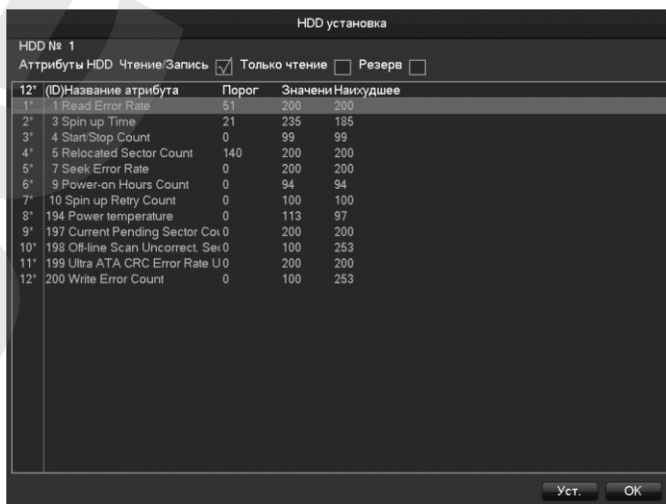 HDD установка
HDD № 1
Аттрибуты HDD Чтение/Запись Только чтение Резерв
12* (ID)Название атрибута Порог Значени Наихудшее
1* 1 Read Error Rate 51 200 200
2* 3 Spin up Time 21 235 185
3* 4 Start/Stop Count 0 99 99
4* 5 Relocated Sector Count 140 200 200
5* 7 Seek Error Rate 0 200 200
6* 9 Power-on Hours Count 0 94 94
7* 10 Spin up Retry Count 0 100 100
8* 194 Power temperature 0 113 97
9* 197 Current Pending Sector Cou 0 200 200
10* 198 Off-line Scan Uncorrect. Sec 0 100 253
11* 199 Ultra ATA CRC Error Rate U 0 200 200
12* 200 Write Error Count 0 100 253
Уст. OK